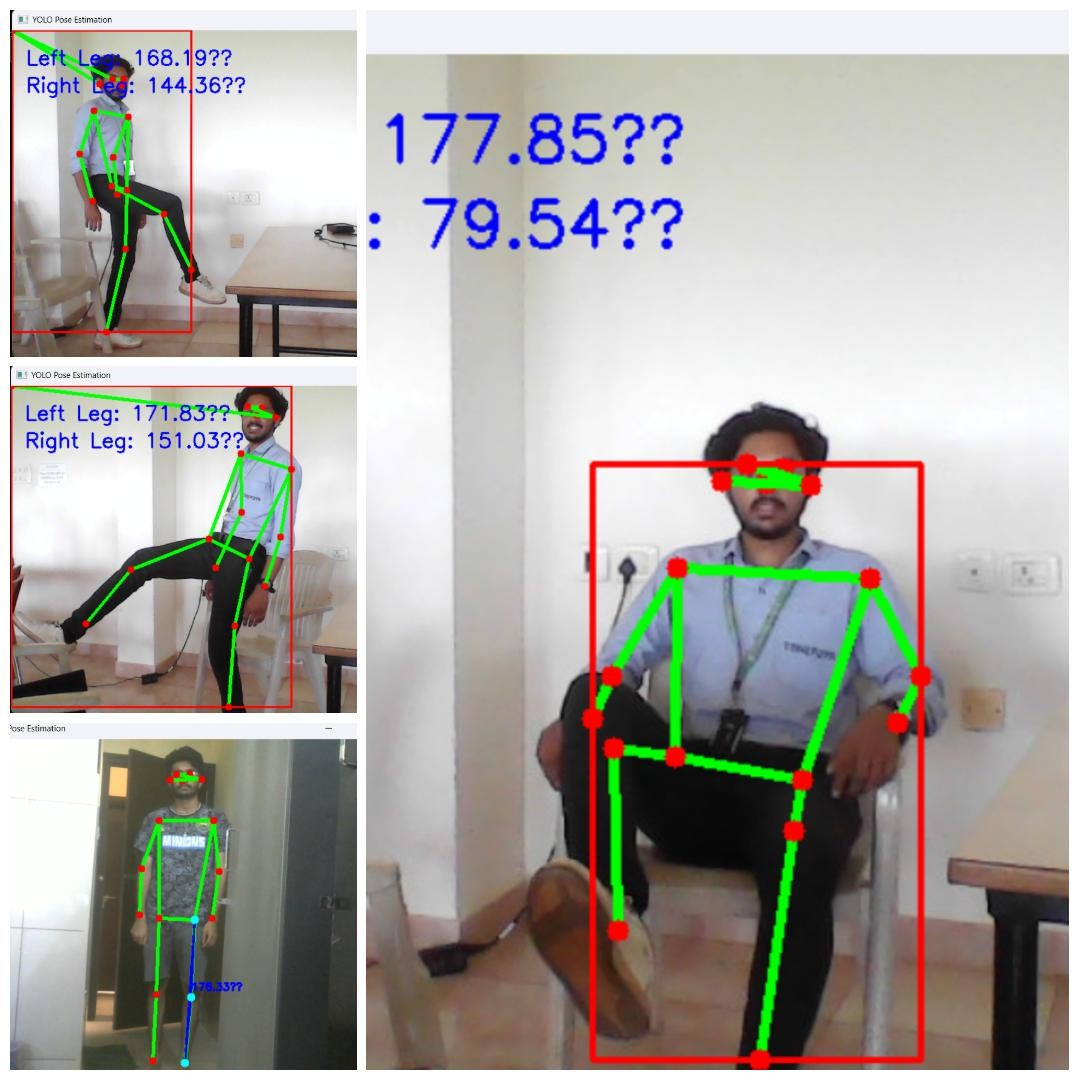 YOLO Pose Estimation
Left Leg: 168.19??
Right Leg: 144.36??
177.85??
: 79.54??
YOLO Pose Estimation
Left Leg: 171.83??
Right Leg: 151.03??
Pose Estimation
MINIONS
176.33??